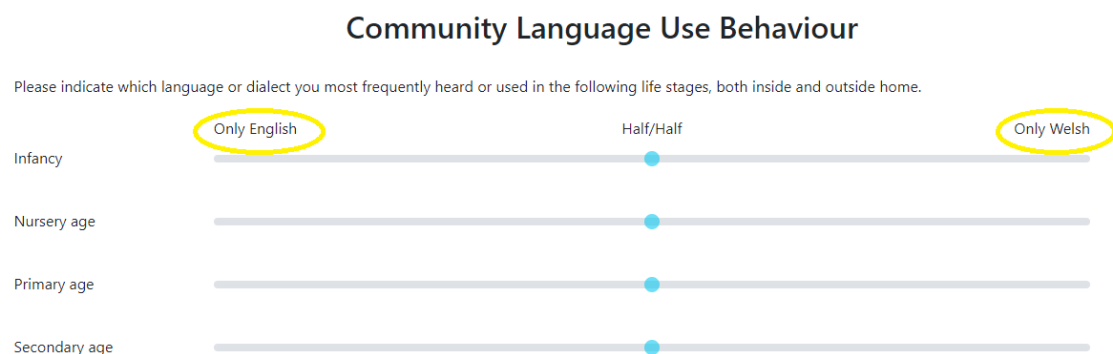 Community Language Use Behaviour
Please indicate which language or dialect you most frequently heard or used in the following life stages, both inside and outside home.
Only English Half/Half Only Welsh
Infancy
Nursery age
Primary age
Secondary age